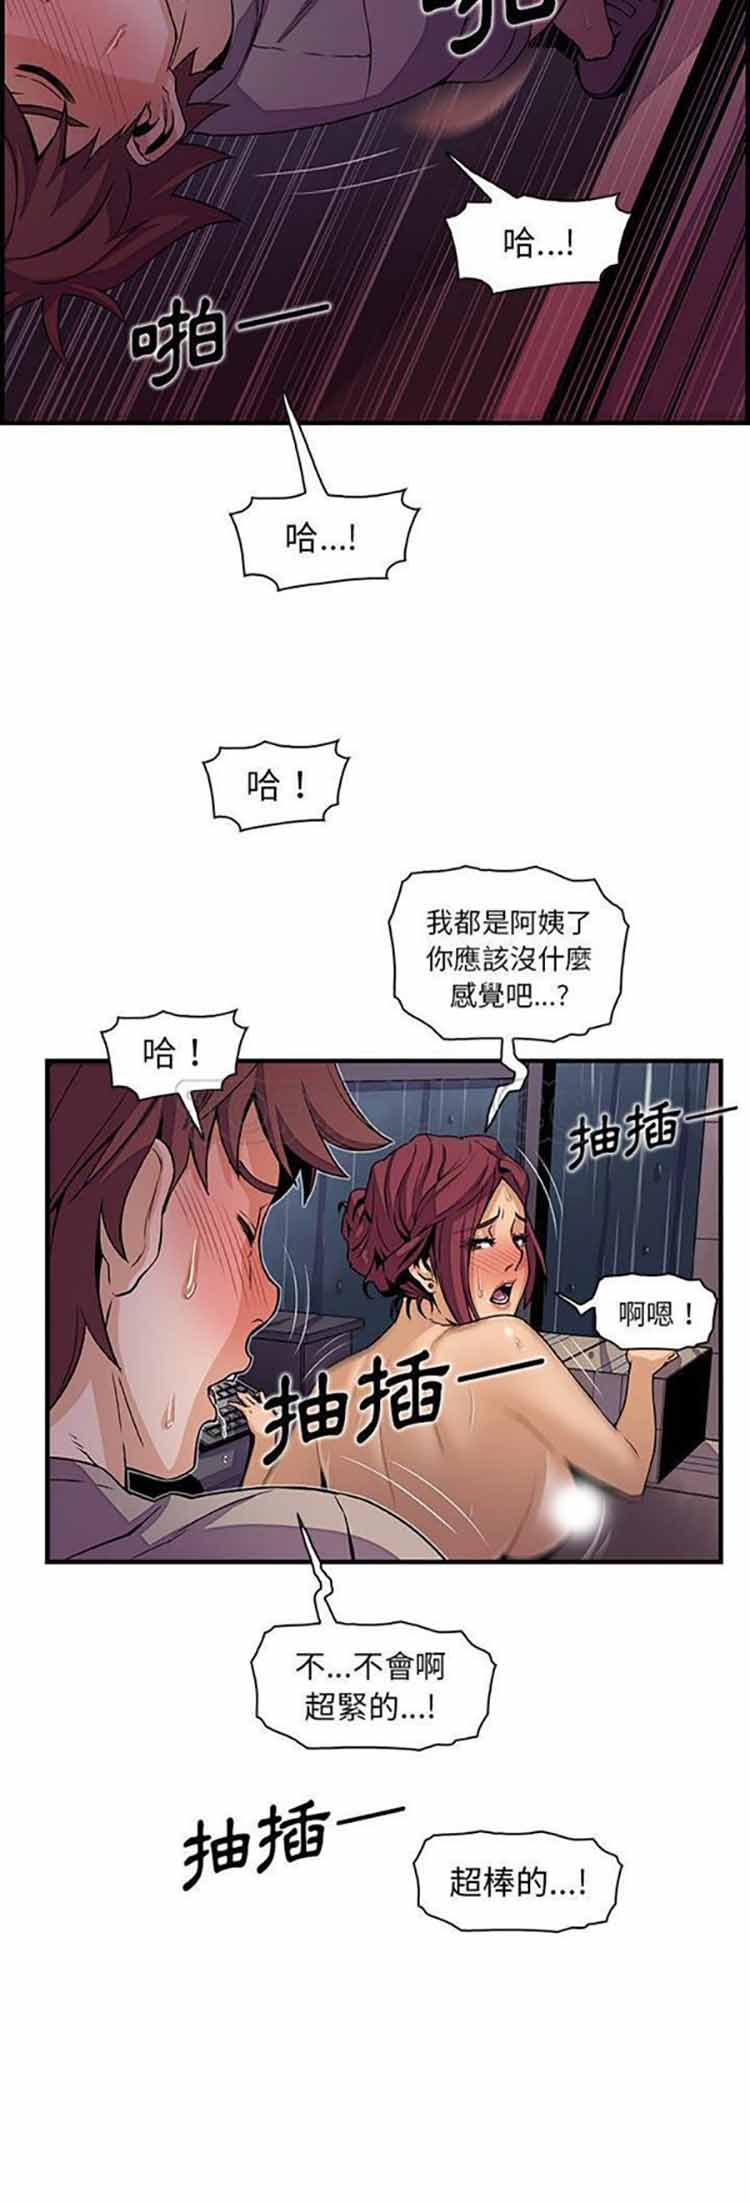 啪
哈...!
啪一
哈...!
哈！
我都是阿姨了
你應該沒什麼
感覺吧...?
哈！
抽插一
啊嗯！
抽插一
不...不會啊
超緊的...!
抽插一
超棒的...!